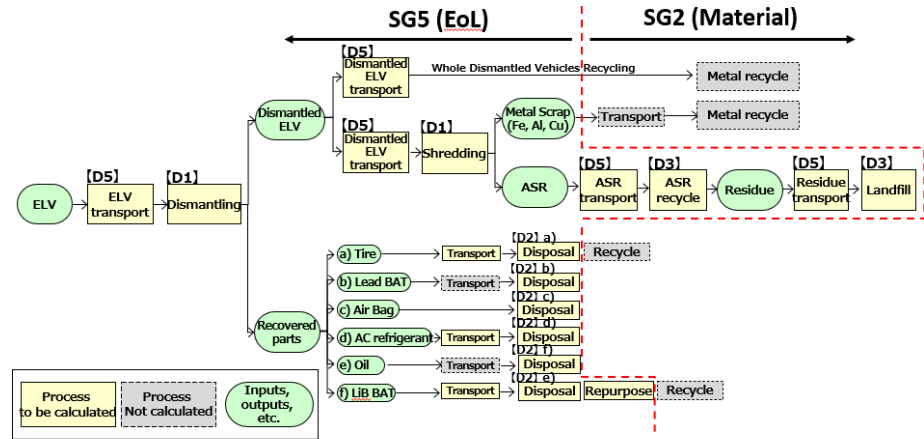 SG5 (EoL)
SG2 (Material)
【D5】
Dismantled
ELV
transport
Whole Dismantled Vehicles Recycling
Metal recycle
Dismantled
ELV
【D5】
Dismantled
ELV
transport
【D1】
Shredding
Metal Scrap
(Fe, Al, Cu)
Transport
Metal recycle
ELV
【D5】
ELV
transport
【D1】
Dismantling
ASR
【D5】
ASR
transport
【D3】
ASR
recycle
Residue
【D5】
Residue
transport
【D3】
Landfill
Recovered
parts
a) Tire
Transport
【D2】 a)
Disposal
Recycle
b) Lead BAT
Transport
【D2】 b)
Disposal
c) Air Bag
【D2】 c)
Disposal
d) AC refrigerant
Transport
【D2】 d)
Disposal
e) Oil
Transport
【D2】 f)
Disposal
f) LiB BAT
Transport
【D2】 e)
Disposal
Repurpose
Recycle
Process
to be calculated
Process
Not calculated
Inputs,
outputs,
etc.